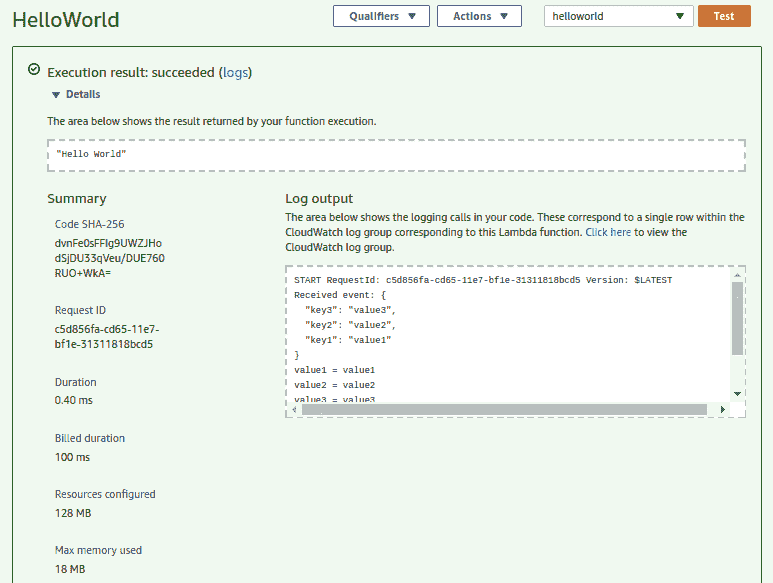 HelloWorld
Qualifiers
Actions
helloworld
Test
Execution result: succeeded (logs)
Details
The area below shows the result returned by your function execution.
"Hello World"
Summary
Code SHA-256
dvnFe0sFFIg9UWZJHo
dSjDU33qVeu/DUE760
RUO+WkA=
Request ID
c5d856fa-cd65-11e7-
bf1e-31311818bcd5
Duration
0.40 ms
Billed duration
100 ms
Resources configured
128 MB
Max memory used
18 MB
Log output
The area below shows the logging calls in your code. These correspond to a single row within the
CloudWatch log group corresponding to this Lambda function. Click here to view the
CloudWatch log group.
START RequestId: c5d856fa-cd65-11e7-bf1e-31311818bcd5 Version: $LATEST
Received event: {
"key3": "value3",
"key2": "value2",
"key1": "value1"
}
value1 = value1
value2 = value2
value3 = value3